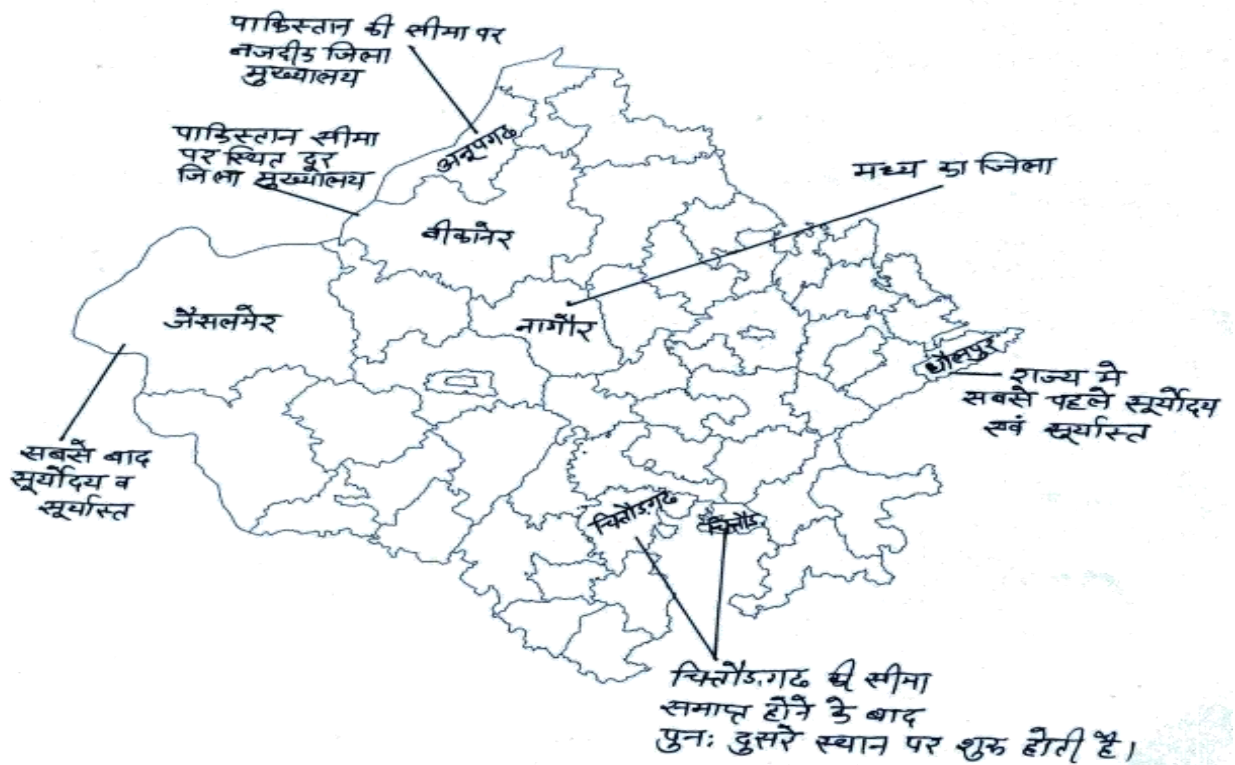 पाकिस्तान की सीमा पर
नजदीक जिला
मुख्यालय
पाकिस्तान सीमा
पर स्थित दूर
जिला मुख्यालय
अनूपगढ
मध्य का जिला
बीकानेर
जैसलमेर
नागौर
धौलपुर
राज्य मे
सबसे पहले सूर्योदय
एवं सूर्यास्त
सबसे बाद
सूर्योदय व
सूर्यास्त
चित्तौडगढ
चित्तौड
चित्तौड़गढ की सीमा
समाप्त होने के बाद
पुनः दुसरे स्थान पर शुरू होती है।